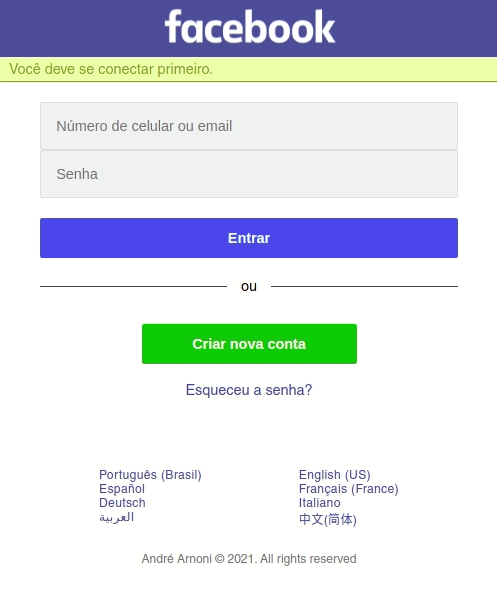 facebook
Você deve se conectar primeiro.
Número de celular ou email
Senha
Entrar
ou
Criar nova conta
Esqueceu a senha?
Português (Brasil)
Español
Deutsch
العربية
English (US)
Français (France)
Italiano
中文(简体)
André Arnoni © 2021. All rights reserved